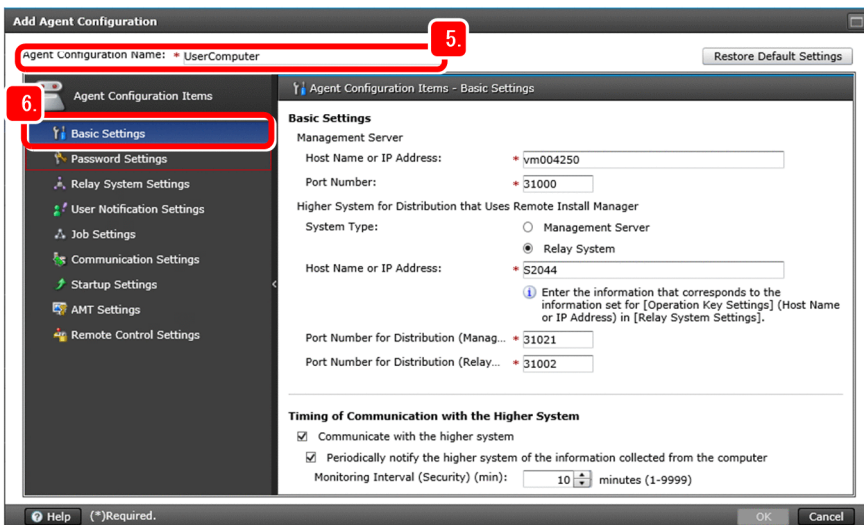 Add Agent Configuration
5.
Agent Configuration Name: * UserComputer
Restore Default Settings
6.
Agent Configuration Items
Basic Settings
Password Settings
Relay System Settings
User Notification Settings
Job Settings
Communication Settings
Startup Settings
AMT Settings
Remote Control Settings
Agent Configuration Items - Basic Settings
Basic Settings
Management Server
Host Name or IP Address: * vm004250
Port Number: * 31000
Higher System for Distribution that Uses Remote Install Manager
System Type: Management Server
Relay System
Host Name or IP Address: * S2044
Enter the information that corresponds to the
information set for [Operation Key Settings] (Host Name
or IP Address) in [Relay System Settings].
Port Number for Distribution (Manag... * 31021
Port Number for Distribution (Relay... * 31002
Timing of Communication with the Higher System
Communicate with the higher system
Periodically notify the higher system of the information collected from the computer
Monitoring Interval (Security) (min): 10 minutes (1-9999)
? Help (*)Required.
OK Cancel